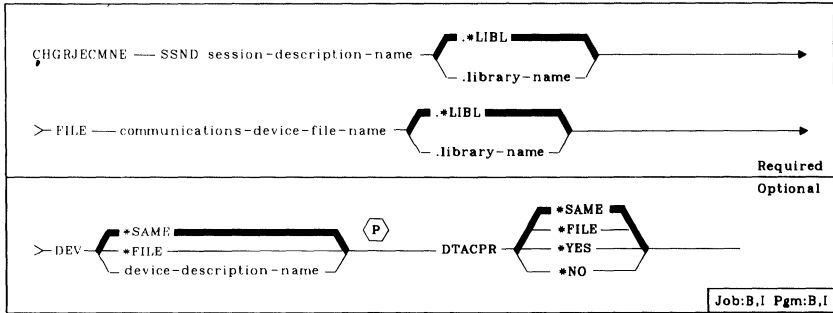 .*LIBL
CHGRJECMNE SSND session-description-name
.library-name
.*LIBL
FILE communications-device-file-name
.library-name
Required
Optional
*SAME
*SAME
P
*FILE
DEV *FILE DTACPR *YES
device-description-name
*NO
Job:B,I Pgm:B,I